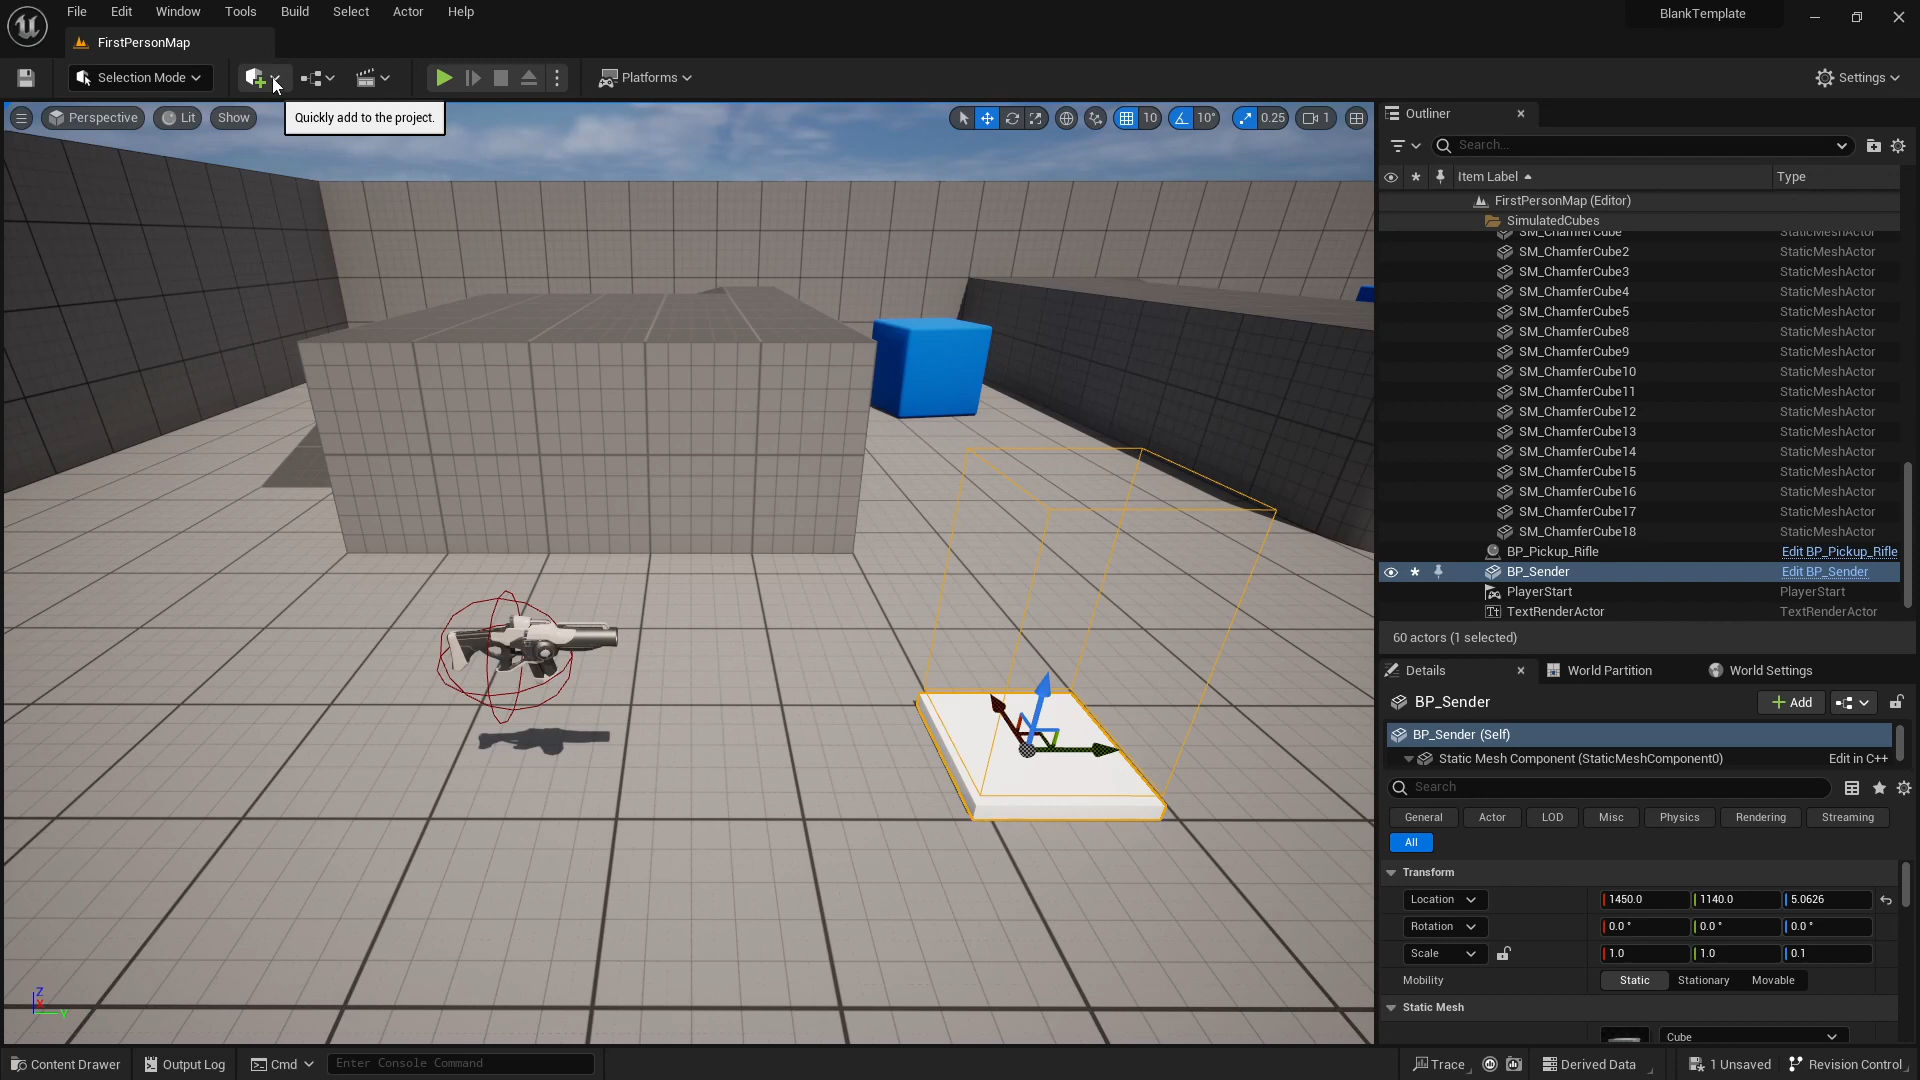 File Edit Window Tools Build Select Actor Help
BlankTemplate
FirstPersonMap
Selection Mode
Platforms
Settings
Perspective Lit Show
Quickly add to the project.
10 10° 0.25 1
Outliner
Search...
Item Label Type
FirstPersonMap (Editor)
SimulatedCubes
SM_ChamferCube StaticMeshActor
SM_ChamferCube2 StaticMeshActor
SM_ChamferCube3 StaticMeshActor
SM_ChamferCube4 StaticMeshActor
SM_ChamferCube5 StaticMeshActor
SM_ChamferCube8 StaticMeshActor
SM_ChamferCube9 StaticMeshActor
SM_ChamferCube10 StaticMeshActor
SM_ChamferCube11 StaticMeshActor
SM_ChamferCube12 StaticMeshActor
SM_ChamferCube13 StaticMeshActor
SM_ChamferCube14 StaticMeshActor
SM_ChamferCube15 StaticMeshActor
SM_ChamferCube16 StaticMeshActor
SM_ChamferCube17 StaticMeshActor
SM_ChamferCube18 StaticMeshActor
BP_Pickup_Rifle Edit BP_Pickup_Rifle
BP_Sender Edit BP_Sender
PlayerStart PlayerStart
TextRenderActor TextRenderActor
60 actors (1 selected)
Details World Partition World Settings
BP_Sender Add
BP_Sender (Self)
Static Mesh Component (StaticMeshComponent0) Edit in C++
Search
General Actor LOD Misc Physics Rendering Streaming
All
Transform
Location 1450.0 1140.0 5.0626
Rotation 0.0 ° 0.0 ° 0.0 °
Scale 1.0 1.0 0.1
Mobility Static Stationary Movable
Static Mesh
Cube
Z
X
Y
Content Drawer Output Log Cmd Enter Console Command
Trace Derived Data 1 Unsaved Revision Control